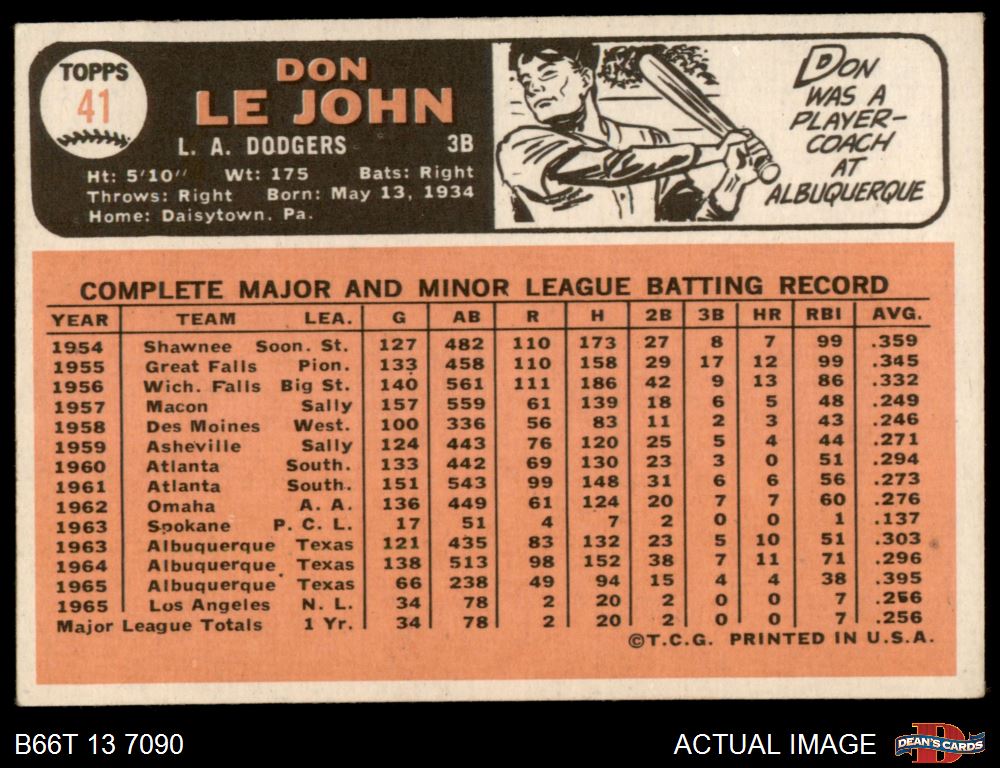 TOPPS
41
DON
LE JOHN
L. A. DODGERS 3B
Ht: 5'10" Wt: 175 Bats: Right
Throws: Right Born: May 13, 1934
Home: Daisytown, Pa.
DON
WAS A
PLAYER-
COACH
AT
ALBUQUERQUE
COMPLETE MAJOR AND MINOR LEAGUE BATTING RECORD
YEAR TEAM LEA. G AB R H 2B 3B HR RBI AVG.
1954 Shawnee Soon. St. 127 482 110 173 27 8 7 99 .359
1955 Great Falls Pion. 133 458 110 158 29 17 12 99 .345
1956 Wich. Falls Big St. 140 561 111 186 42 9 13 86 .332
1957 Macon Sally 157 559 61 139 18 6 5 48 .249
1958 Des Moines West. 100 336 56 83 11 2 3 43 .246
1959 Asheville Sally 124 443 76 120 25 5 4 44 .271
1960 Atlanta South. 133 442 69 130 23 3 0 51 .294
1961 Atlanta South. 151 543 99 148 31 6 6 56 .273
1962 Omaha A. A. 136 449 61 124 20 7 7 60 .276
1963 Spokane P. C. L. 17 51 4 7 2 0 0 1 .137
1963 Albuquerque Texas 121 435 83 132 23 5 10 51 .303
1964 Albuquerque Texas 138 513 98 152 38 7 11 71 .296
1965 Albuquerque Texas 66 238 49 94 15 4 4 38 .395
1965 Los Angeles N. L. 34 78 2 20 2 0 0 7 .256
Major League Totals 1 Yr. 34 78 2 20 2 0 0 7 .256
©T.C.G. PRINTED IN U.S.A.
B66T 13 7090
ACTUAL IMAGE
DEAN'S CARDS